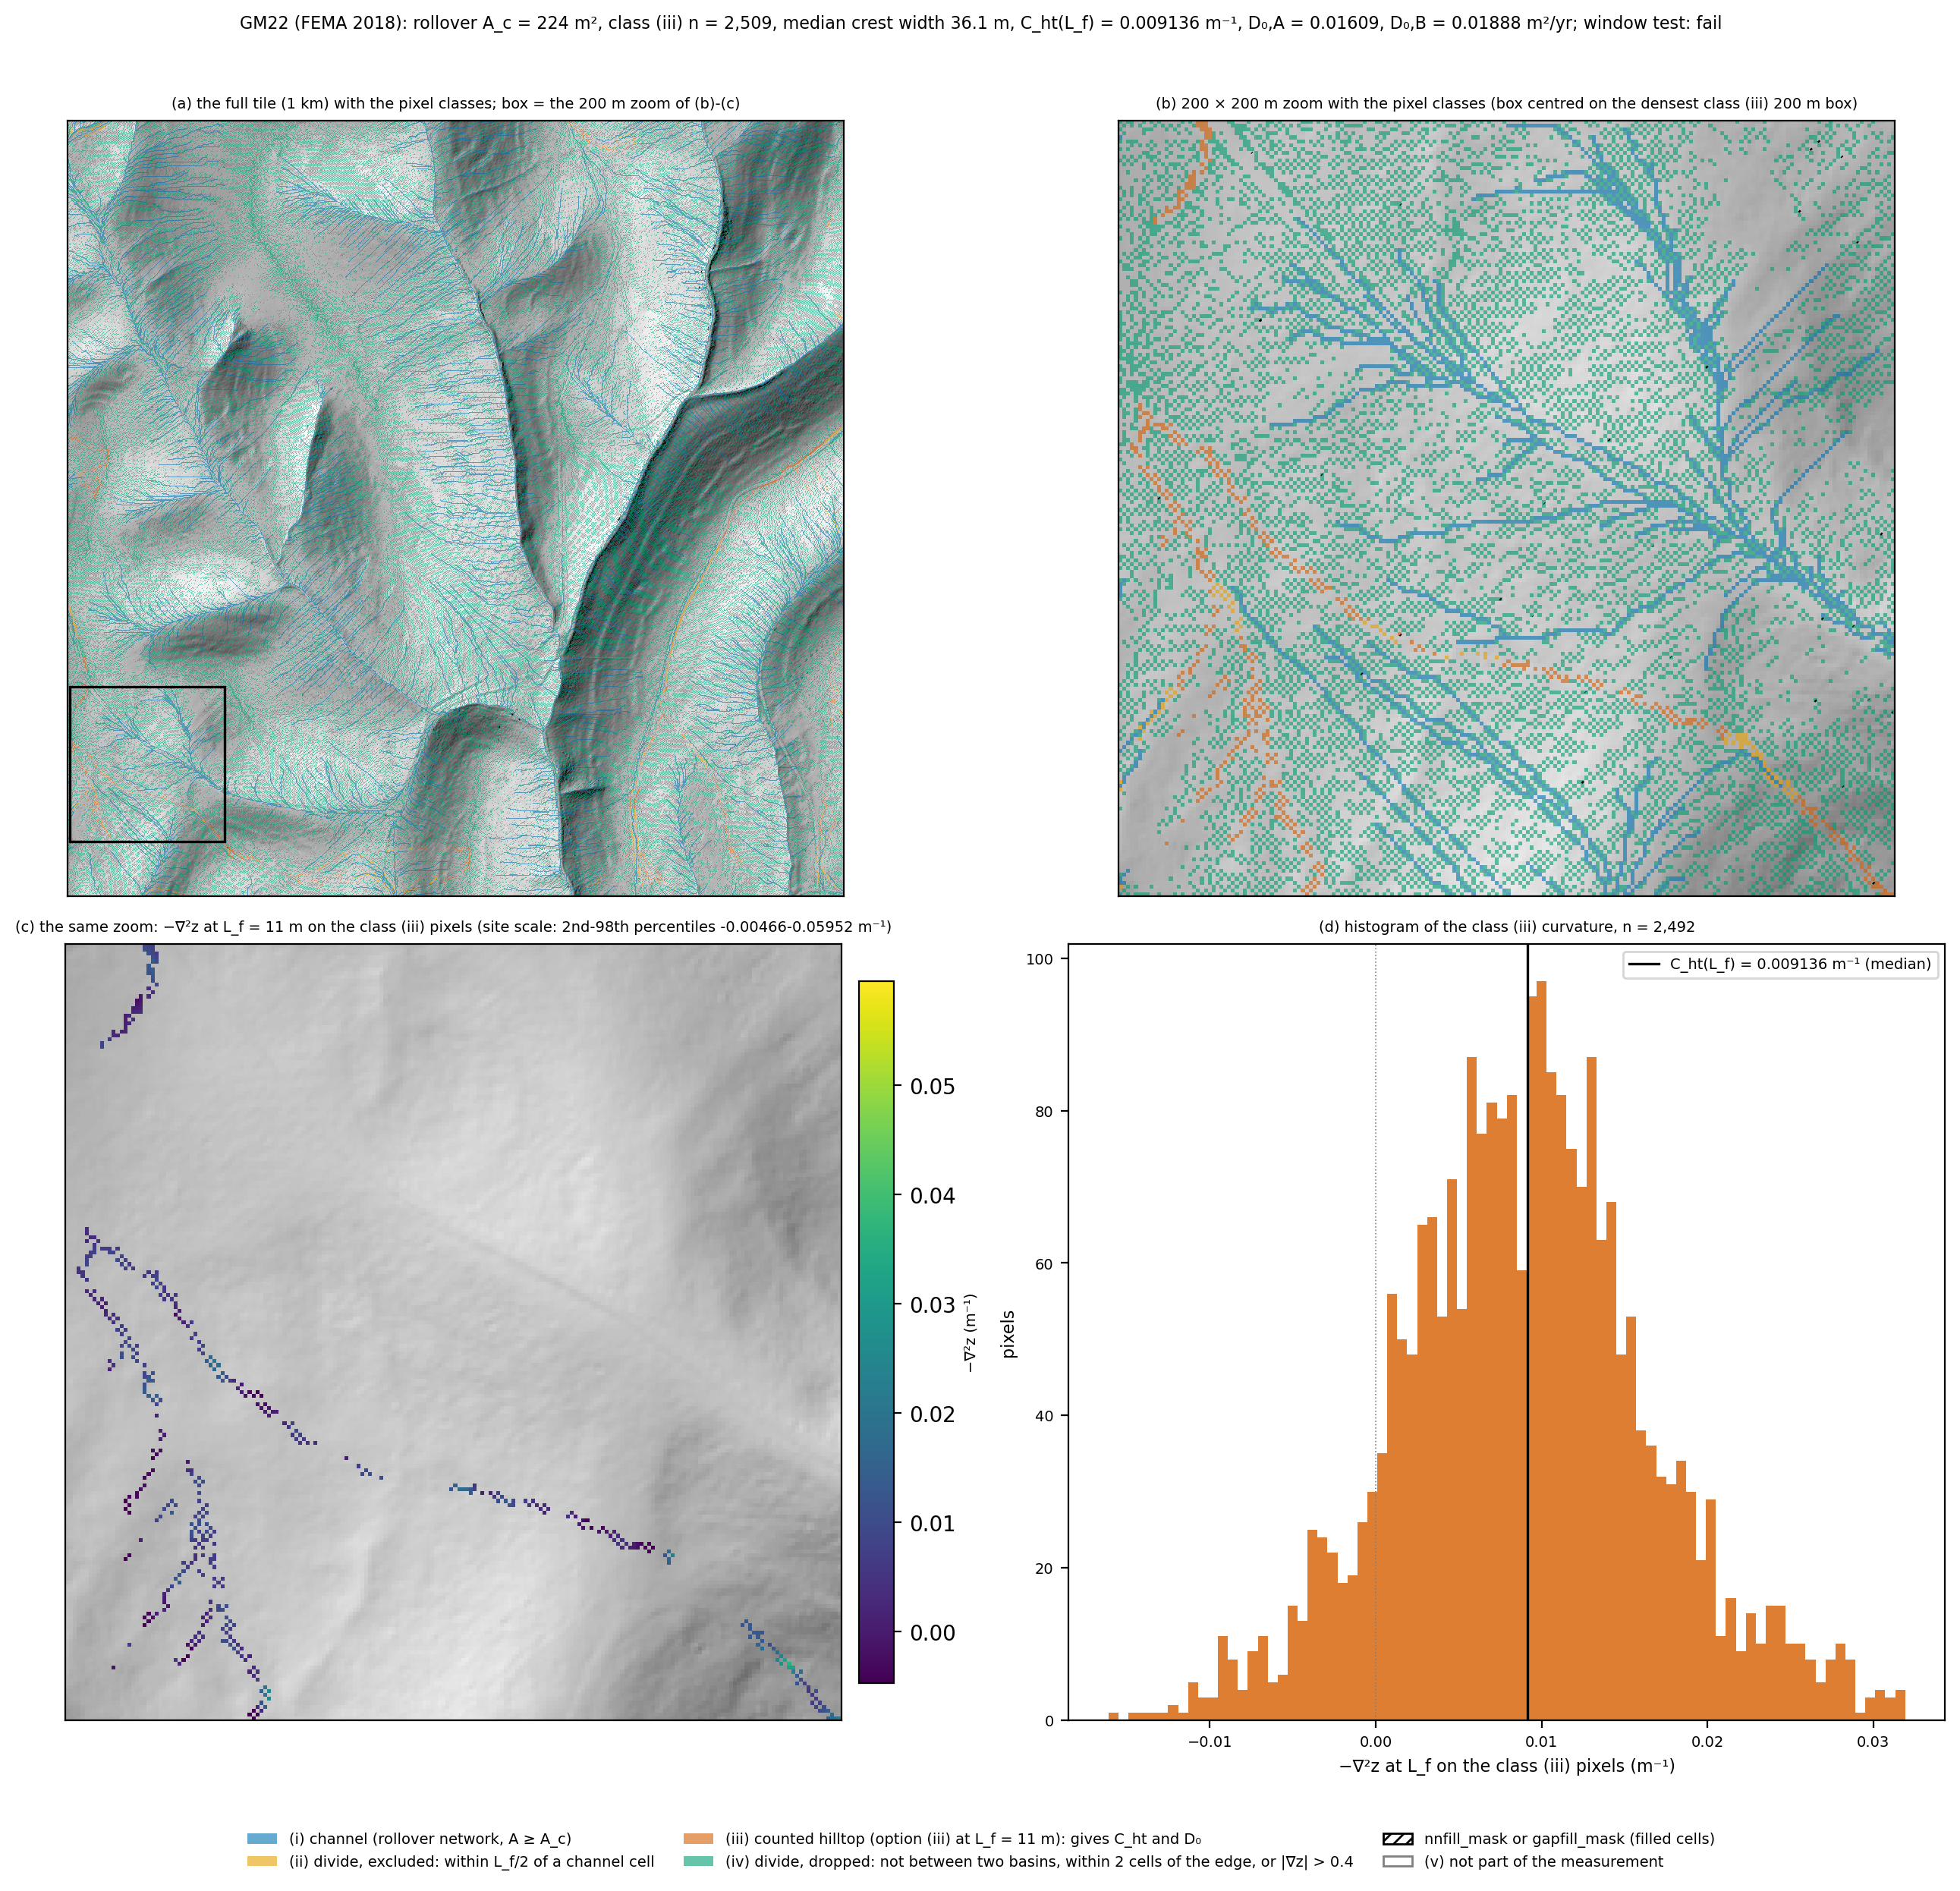 GM22 (FEMA 2018): rollover A_c = 224 m², class (iii) n = 2,509, median crest width 36.1 m, C_ht(L_f) = 0.009136 m⁻¹, D₀,A = 0.01609, D₀,B = 0.01888 m²/yr; window test: fail
(a) the full tile (1 km) with the pixel classes; box = the 200 m zoom of (b)-(c)
(b) 200 × 200 m zoom with the pixel classes (box centred on the densest class (iii) 200 m box)
(c) the same zoom: −∇²z at L_f = 11 m on the class (iii) pixels (site scale: 2nd-98th percentiles -0.00466-0.05952 m⁻¹)
0.05
0.04
0.03
0.02
0.01
0.00
−∇²z (m⁻¹)
(d) histogram of the class (iii) curvature, n = 2,492
C_ht(L_f) = 0.009136 m⁻¹ (median)
100
80
60
40
20
0
pixels
−0.01
0.00
0.01
0.02
0.03
−∇²z at L_f on the class (iii) pixels (m⁻¹)
(i) channel (rollover network, A ≥ A_c)
(ii) divide, excluded: within L_f/2 of a channel cell
(iii) counted hilltop (option (iii) at L_f = 11 m): gives C_ht and D₀
(iv) divide, dropped: not between two basins, within 2 cells of the edge, or |∇z| > 0.4
nnfill_mask or gapfill_mask (filled cells)
(v) not part of the measurement